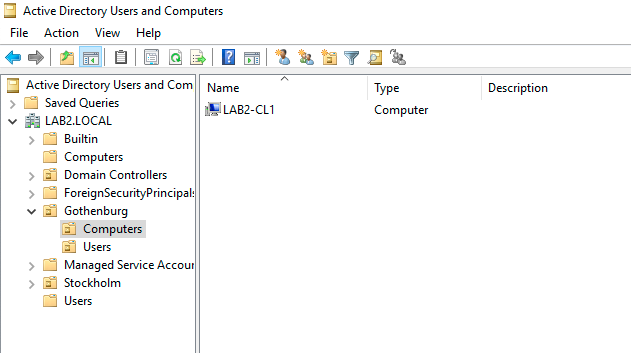 Active Directory Users and Computers
File Action View Help
Active Directory Users and Com
Saved Queries
LAB2.LOCAL
Builtin
Computers
Domain Controllers
ForeignSecurityPrincipals
Gothenburg
Computers
Users
Managed Service Accour
Stockholm
Users
Name Type Description
LAB2-CL1 Computer